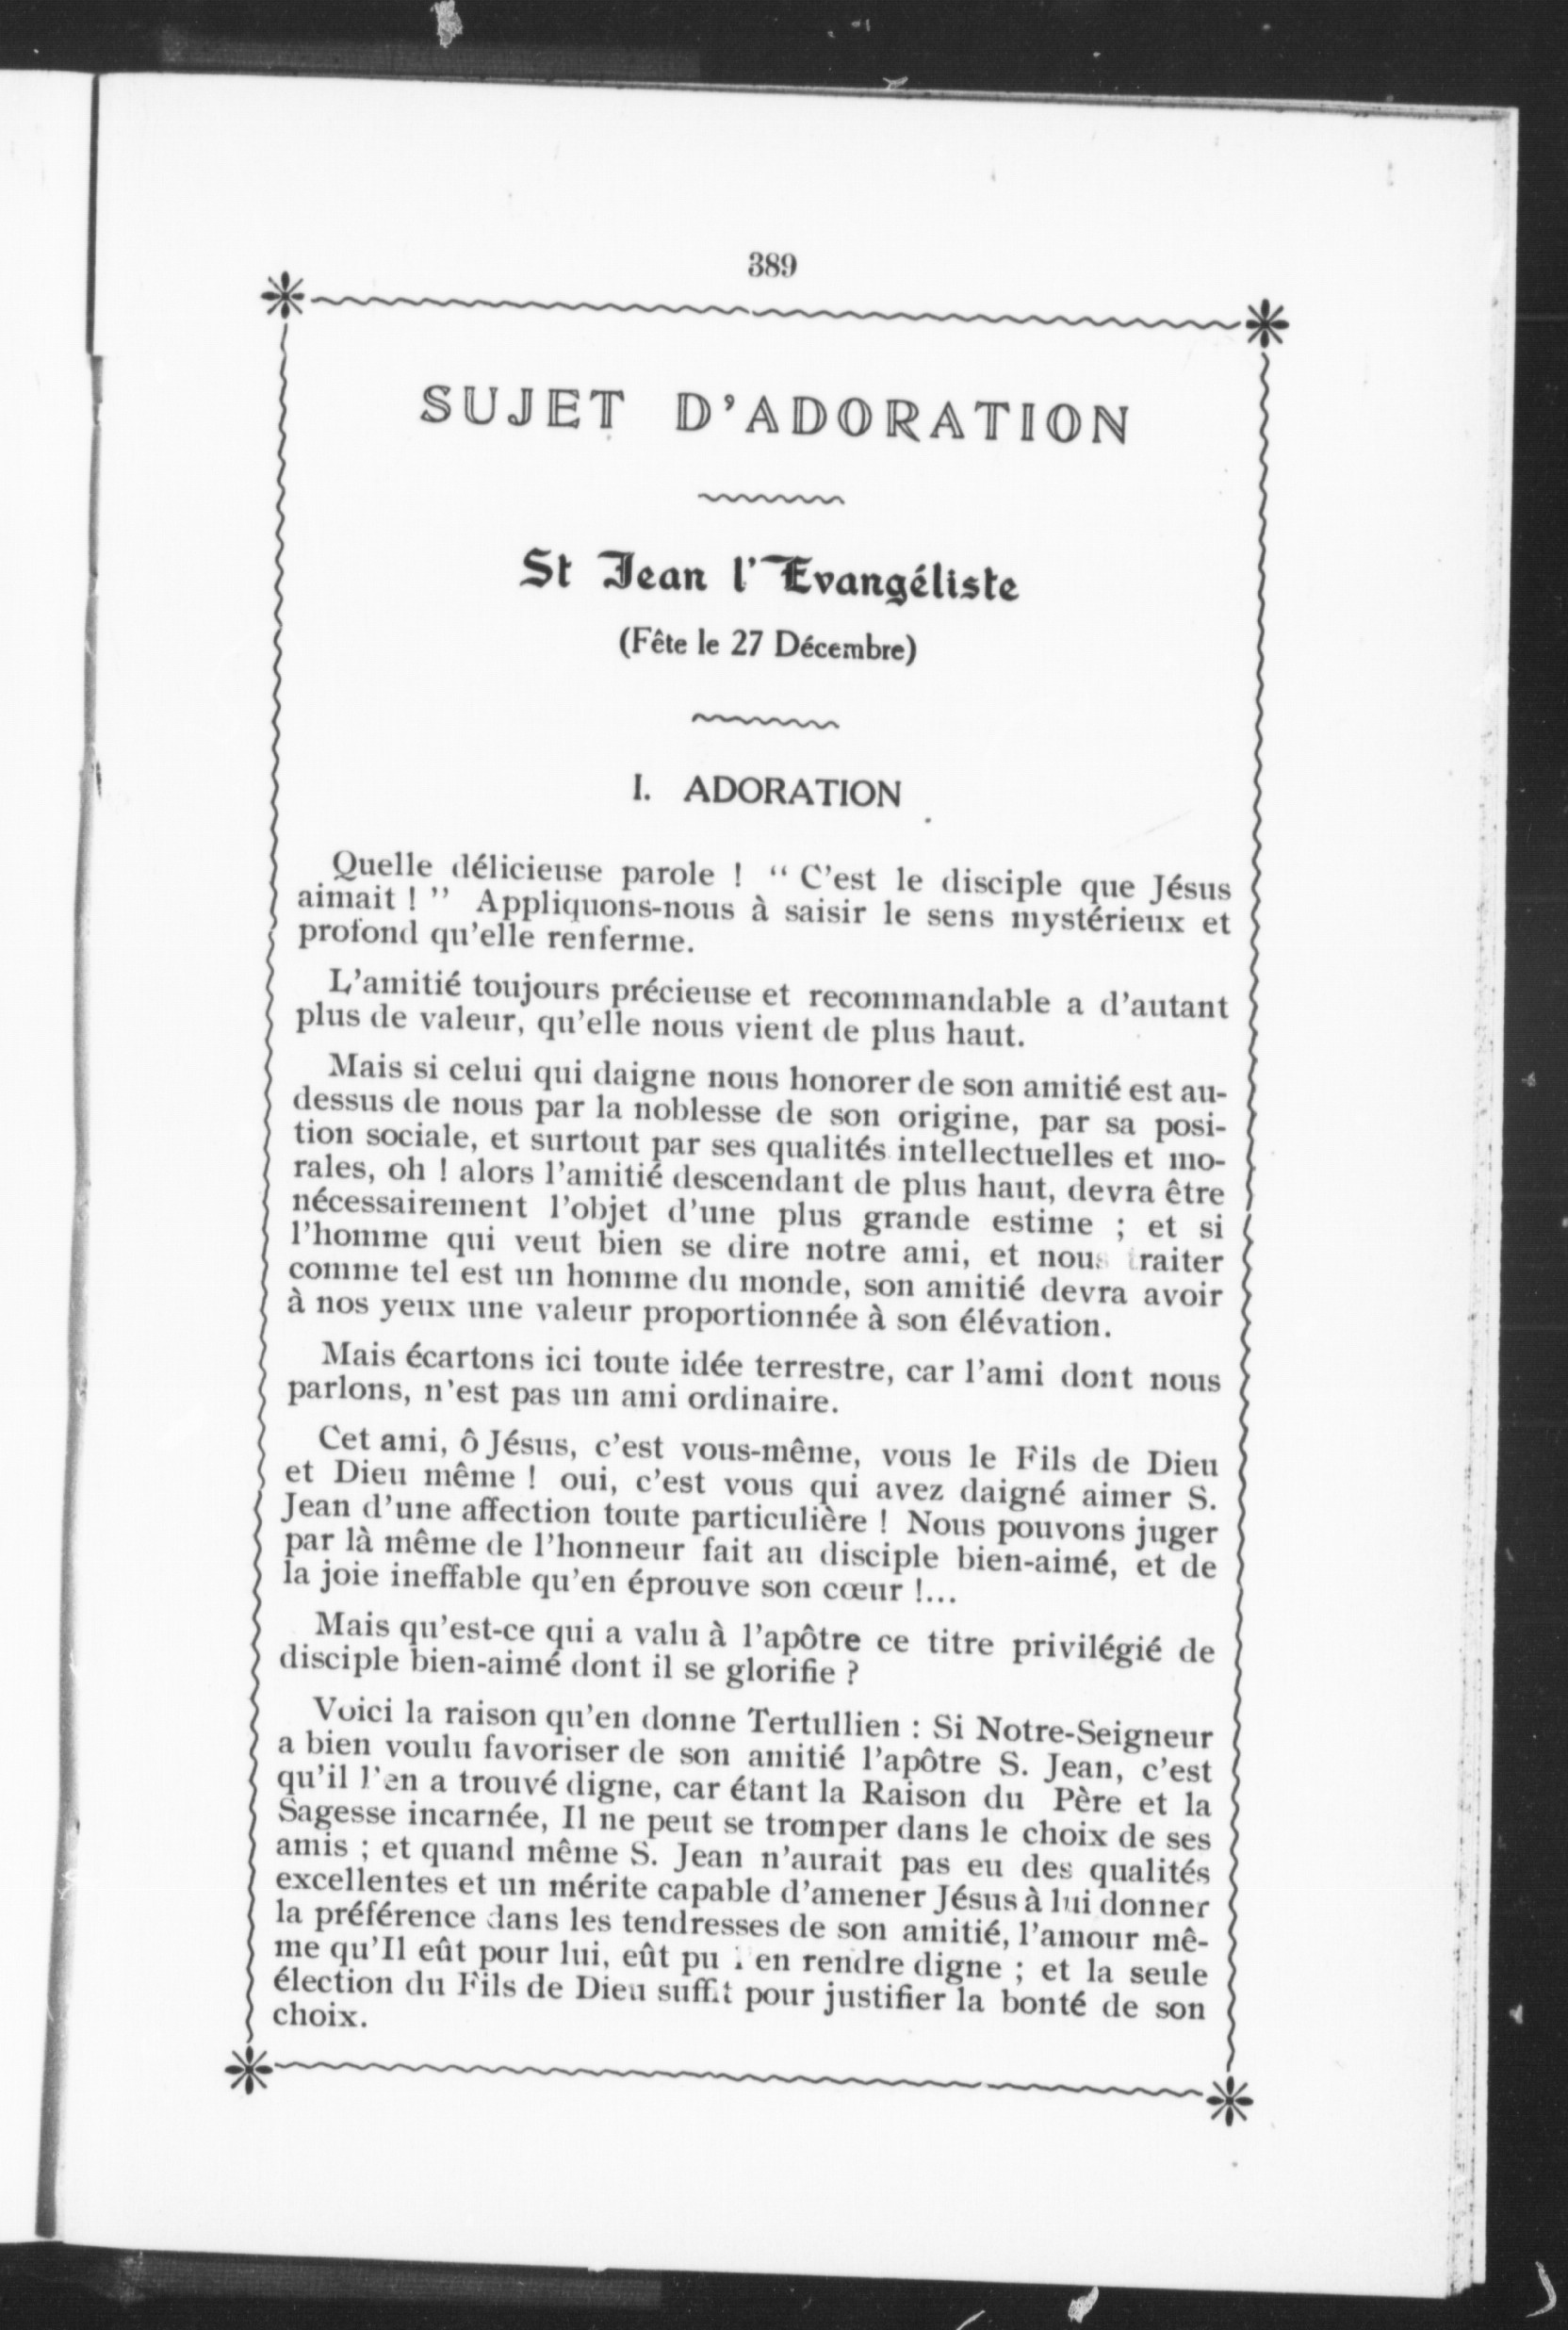 389
SUJET D'ADORATION
St Jean l'Evangéliste
(Fête le 27 Décembre)
I. ADORATION
Quelle délicieuse parole ! “ C'est le disciple que Jésus
aimait ! ” Appliquons-nous à saisir le sens mystérieux et
profond qu'elle renferme.
L'amitié toujours précieuse et recommandable a d'autant
plus de valeur, qu'elle nous vient de plus haut.
Mais si celui qui daigne nous honorer de son amitié est au-
dessus de nous par la noblesse de son origine, par sa posi-
tion sociale, et surtout par ses qualités intellectuelles et mo-
rales, oh ! alors l'amitié descendant de plus haut, devra être
nécessairement l'objet d'une plus grande estime ; et si
l'homme qui veut bien se dire notre ami, et nous traiter
comme tel est un homme du monde, son amitié devra avoir
à nos yeux une valeur proportionnée à son élévation.
Mais écartons ici toute idée terrestre, car l'ami dont nous
parlons, n'est pas un ami ordinaire.
Cet ami, ô Jésus, c'est vous-même, vous le Fils de Dieu
et Dieu même ! oui, c'est vous qui avez daigné aimer S.
Jean d'une affection toute particulière ! Nous pouvons juger
par là même de l'honneur fait au disciple bien-aimé, et de
la joie ineffable qu'en éprouve son cœur !...
Mais qu'est-ce qui a valu à l'apôtre ce titre privilégié de
disciple bien-aimé dont il se glorifie ?
Voici la raison qu'en donne Tertullien : Si Notre-Seigneur
a bien voulu favoriser de son amitié l'apôtre S. Jean, c'est
qu'il l'en a trouvé digne, car étant la Raison du Père et la
Sagesse incarnée, Il ne peut se tromper dans le choix de ses
amis ; et quand même S. Jean n'aurait pas eu des qualités
excellentes et un mérite capable d'amener Jésus à lui donner
la préférence dans les tendresses de son amitié, l'amour mê-
me qu'Il eût pour lui, eût pu l'en rendre digne ; et la seule
élection du Fils de Dieu suffit pour justifier la bonté de son
choix.